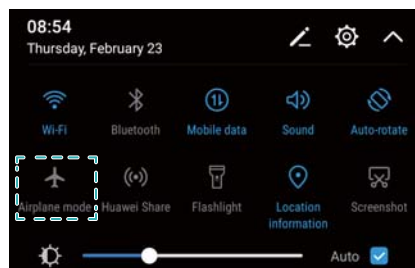 08:54
Thursday, February 23
Wi-Fi Bluetooth Mobile data Sound Auto-rotate
Airplane mode Huawei Share Flashlight Location Screenshot
information
Auto